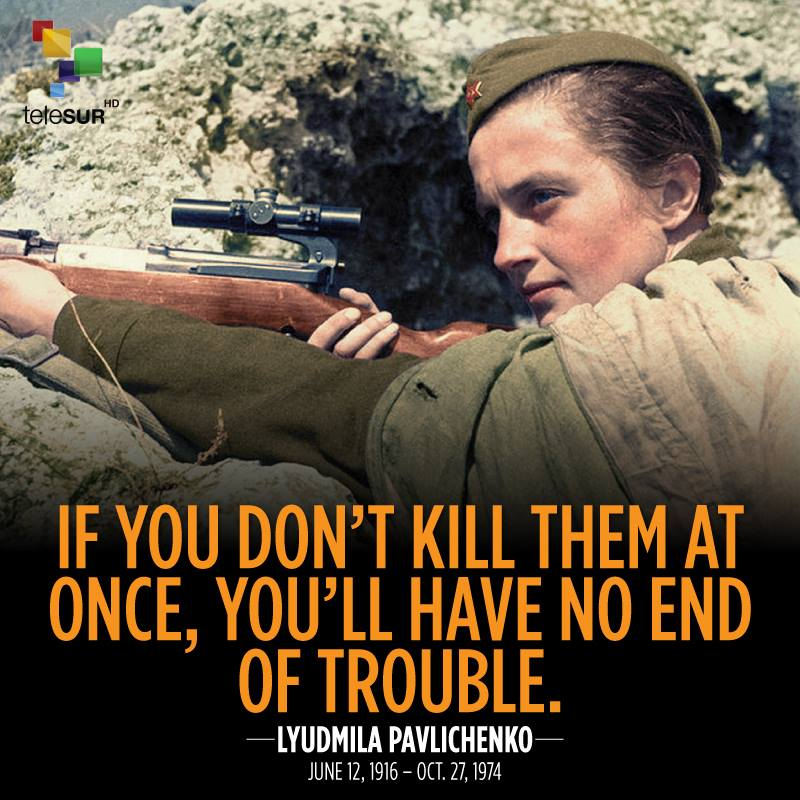 teleSUR HD
IF YOU DON'T KILL THEM AT
ONCE, YOU'LL HAVE NO END
OF TROUBLE.
—LYUDMILA PAVLICHENKO—
JUNE 12, 1916 – OCT. 27, 1974